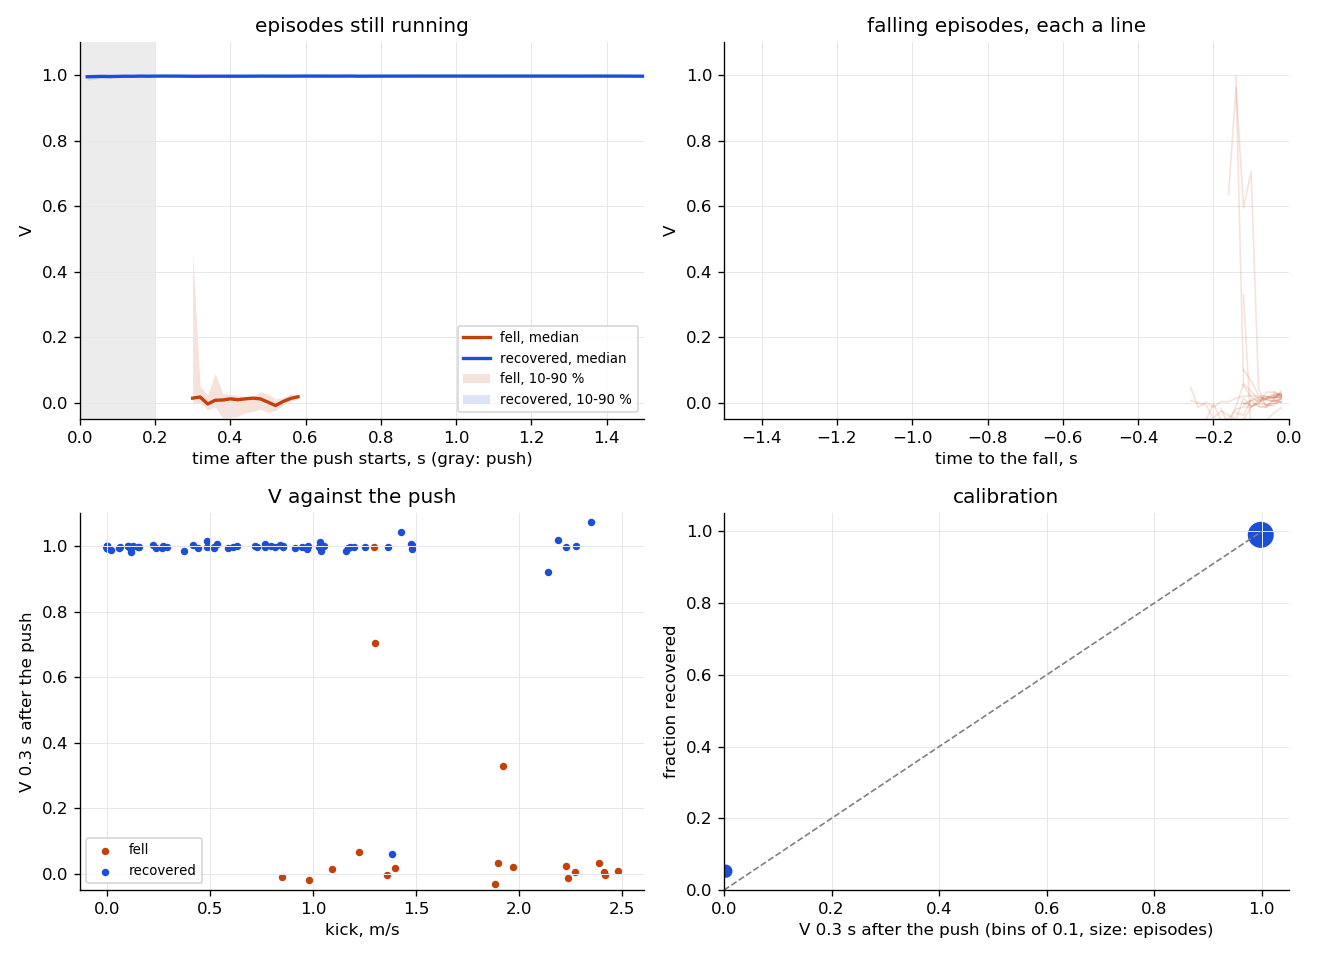 episodes still running
1.0
0.8
0.6
0.4
0.2
0.0
V
0.0 0.2 0.4 0.6 0.8 1.0 1.2 1.4
time after the push starts, s (gray: push)
fell, median
recovered, median
fell, 10-90 %
recovered, 10-90 %
falling episodes, each a line
1.0
0.8
0.6
0.4
0.2
0.0
V
−1.4 −1.2 −1.0 −0.8 −0.6 −0.4 −0.2 0.0
time to the fall, s
V against the push
1.0
0.8
0.6
0.4
0.2
0.0
V 0.3 s after the push
fell
recovered
0.0 0.5 1.0 1.5 2.0 2.5
kick, m/s
calibration
1.0
0.8
0.6
0.4
0.2
0.0
fraction recovered
0.0 0.2 0.4 0.6 0.8 1.0
V 0.3 s after the push (bins of 0.1, size: episodes)